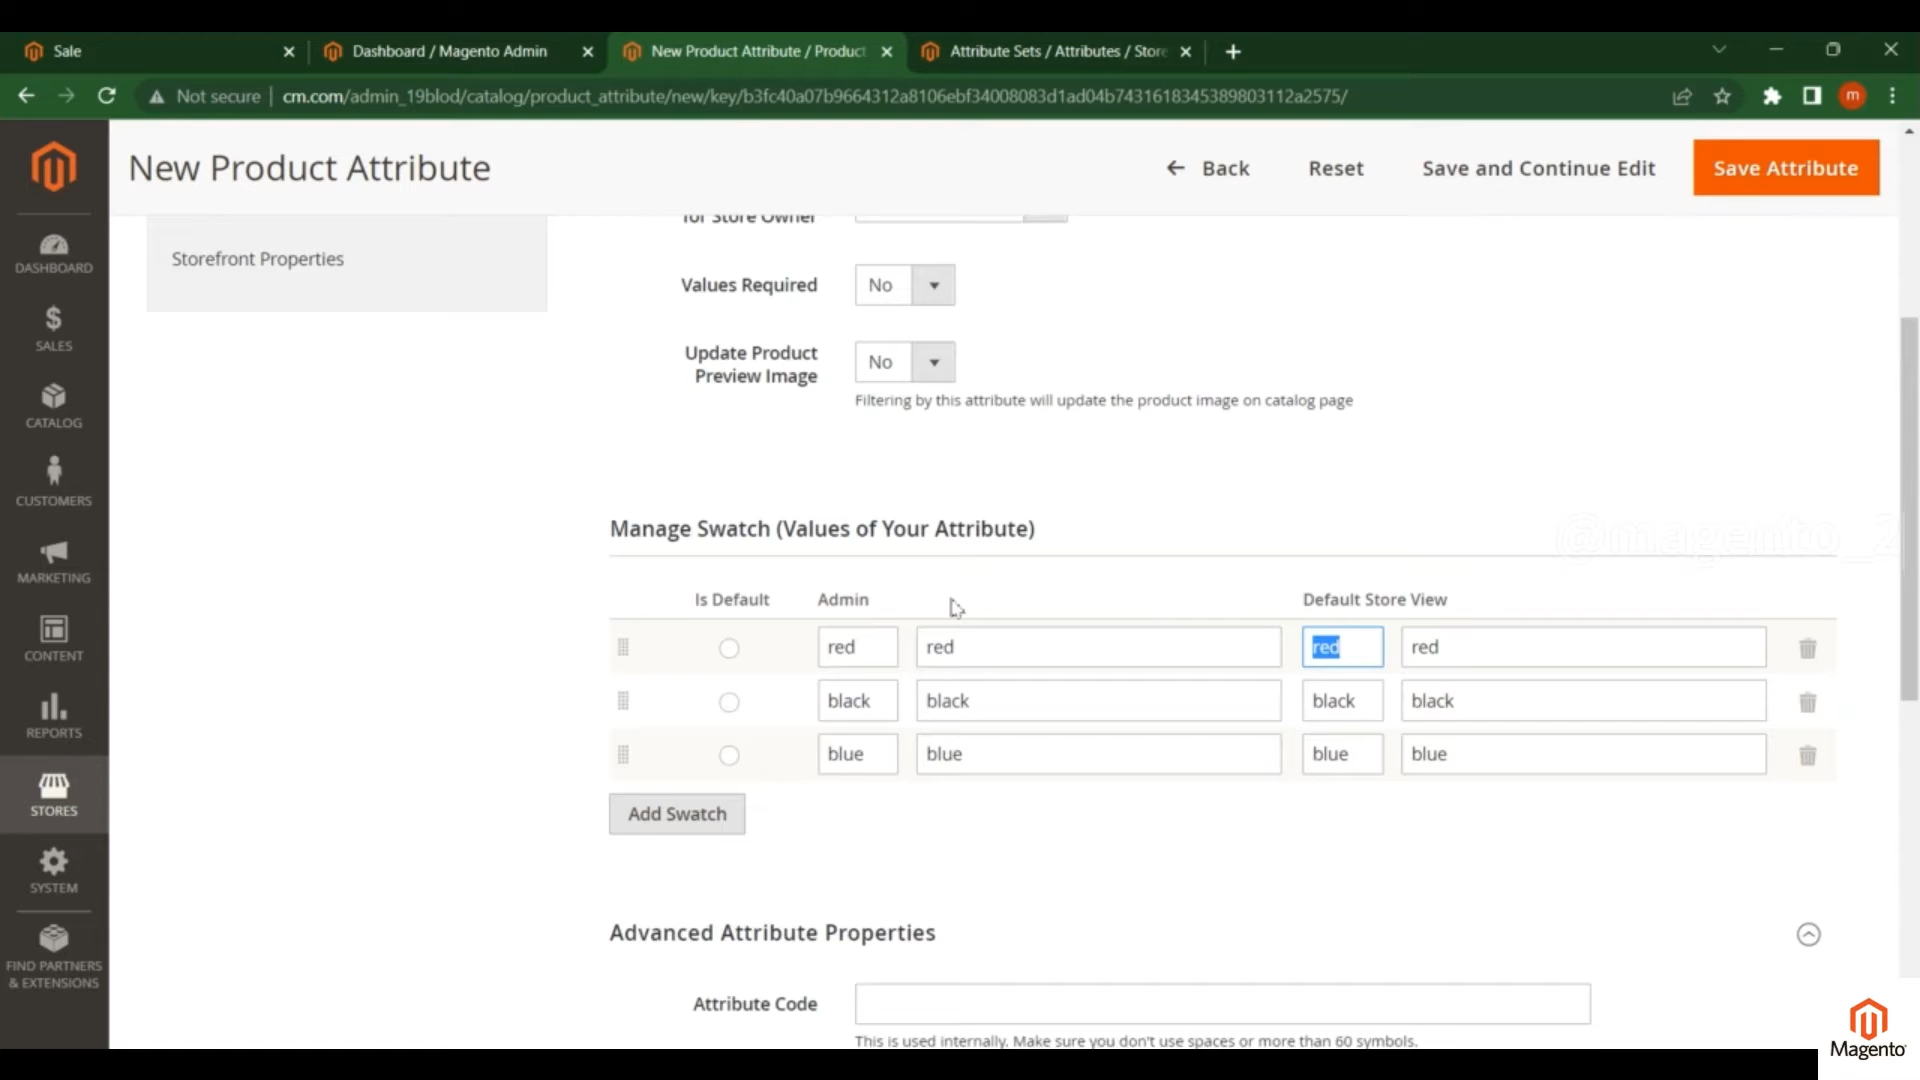 Sale
Dashboard / Magento Admin
New Product Attribute / Product
Attribute Sets / Attributes / Store
Not secure
cm.com/admin_19blod/catalog/product_attribute/new/key/b3fc40a07b9664312a8106ebf34008083d1ad04b7431618345389803112a2575/
m
New Product Attribute
Back
Reset
Save and Continue Edit
Save Attribute
DASHBOARD
SALES
CATALOG
CUSTOMERS
MARKETING
CONTENT
REPORTS
STORES
SYSTEM
FIND PARTNERS
& EXTENSIONS
Storefront Properties
for Store Owner
Values Required
No
Update Product
Preview Image
No
Filtering by this attribute will update the product image on catalog page
Manage Swatch (Values of Your Attribute)
@magento_2
Is Default Admin Default Store View
red red red red
black black black black
blue blue blue blue
Add Swatch
Advanced Attribute Properties
Attribute Code
This is used internally. Make sure you don't use spaces or more than 60 symbols.
Magento